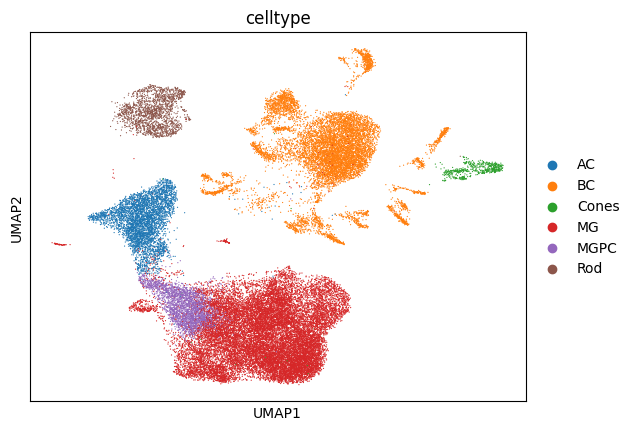 celltype
UMAP2
UMAP1
AC
BC
Cones
MG
MGPC
Rod